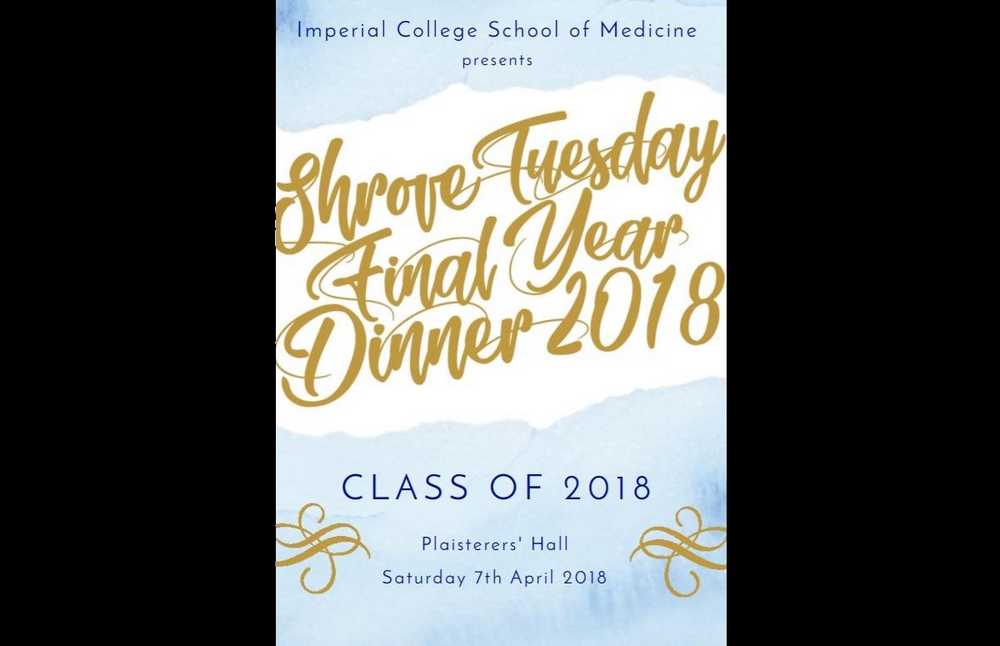 Imperial College School of Medicine
presents
Shrove Tuesday
Final Year
Dinner 2018
CLASS OF 2018
Plaisterers' Hall
Saturday 7th April 2018